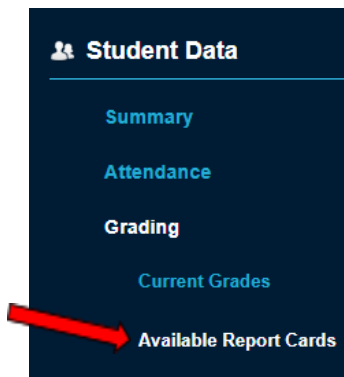 Student Data
Summary
Attendance
Grading
Current Grades
Available Report Cards